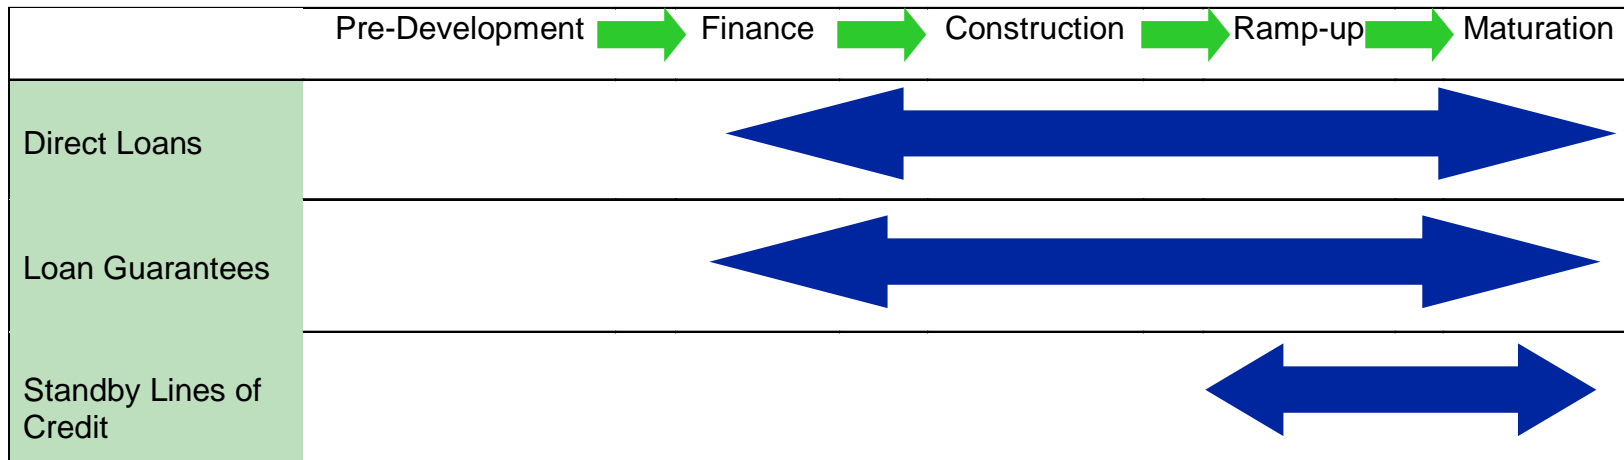 Pre-Development Finance Construction Ramp-up Maturation
Direct Loans
Loan Guarantees
Standby Lines of
Credit